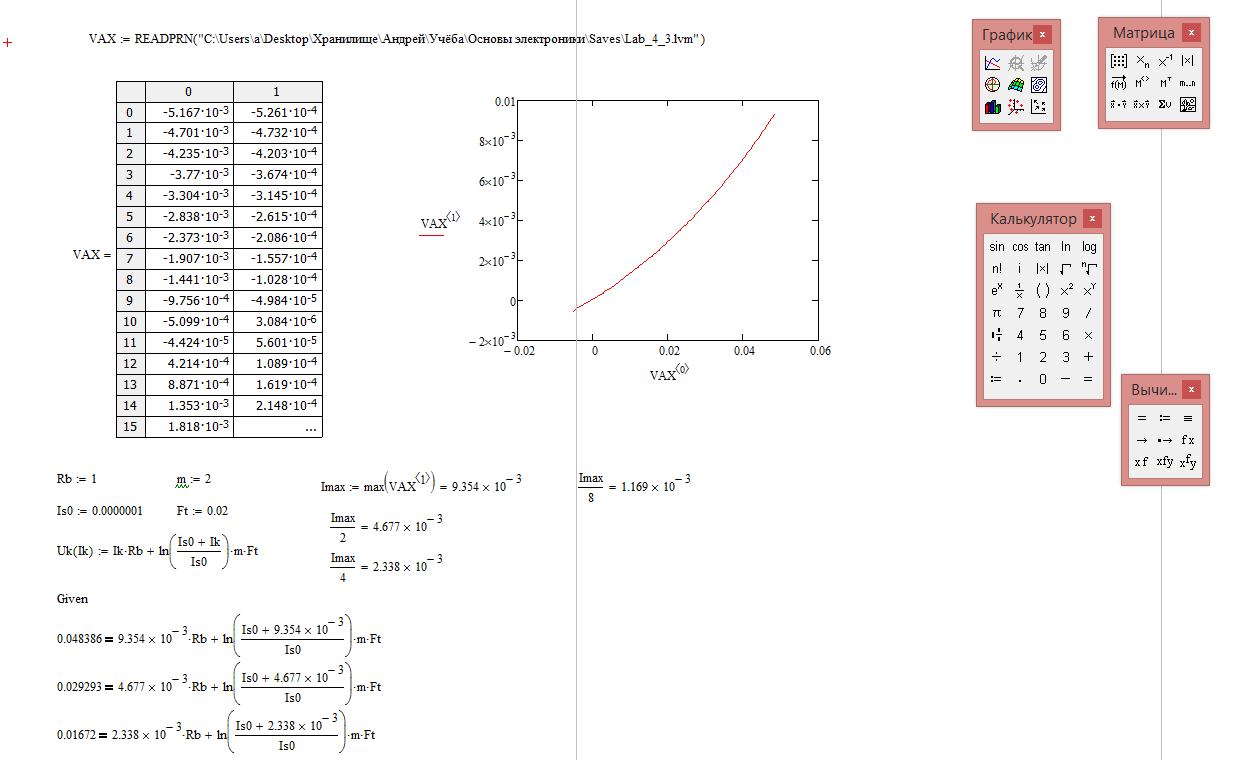 VAX := READPRN("C:\Users\a\Desktop\Хранилище\Андрей\Учёба\Основы электроники\Saves\Lab_4_3.lvm")
VAX =
0 1
0 -5.167·10-3 -5.261·10-4
1 -4.701·10-3 -4.732·10-4
2 -4.235·10-3 -4.203·10-4
3 -3.77·10-3 -3.674·10-4
4 -3.304·10-3 -3.145·10-4
5 -2.838·10-3 -2.615·10-4
6 -2.373·10-3 -2.086·10-4
7 -1.907·10-3 -1.557·10-4
8 -1.441·10-3 -1.028·10-4
9 -9.756·10-4 -4.984·10-5
10 -5.099·10-4 3.084·10-6
11 -4.424·10-5 5.601·10-5
12 4.214·10-4 1.089·10-4
13 8.871·10-4 1.619·10-4
14 1.353·10-3 2.148·10-4
15 1.818·10-3 ...
0.01
8×10−3
6×10−3
VAX⟨1⟩ 4×10−3
2×10−3
0
−2×10−3
−0.02 0 0.02 0.04 0.06
VAX⟨0⟩
Rb := 1 m := 2
Is0 := 0.0000001 Ft := 0.02
Uk(Ik) := Ik·Rb + ln((Is0 + Ik)/Is0)·m·Ft
Imax := max(VAX⟨1⟩) = 9.354 × 10−3
Imax/8 = 1.169 × 10−3
Imax/2 = 4.677 × 10−3
Imax/4 = 2.338 × 10−3
Given
0.048386 = 9.354 × 10−3·Rb + ln((Is0 + 9.354 × 10−3)/Is0)·m·Ft
0.029293 = 4.677 × 10−3·Rb + ln((Is0 + 4.677 × 10−3)/Is0)·m·Ft
0.01672 = 2.338 × 10−3·Rb + ln((Is0 + 2.338 × 10−3)/Is0)·m·Ft
График x
Матрица x
[:::] Xn X-1 |X|
f(M) M<> MT m..n
Σv
Калькулятор x
sin cos tan ln log
n! i |×| √ n√
eX 1/x ( ) ×2 ×Y
π 7 8 9 /
4 5 6 ×
÷ 1 2 3 +
:= . 0 − =
Вычи... x
= := ≡
→ ▪→ fx
xf xfy xfy